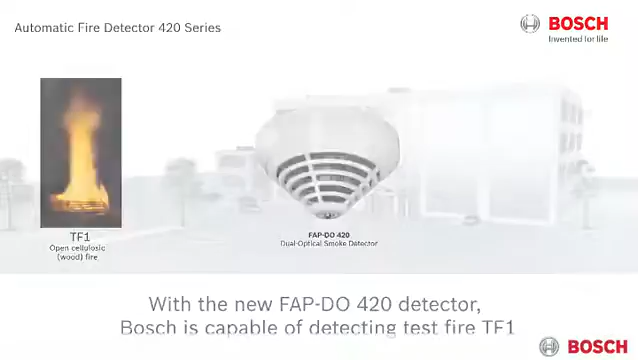 Automatic Fire Detector 420 Series
BOSCH
Invented for life
TF1
Open cellulosic
(wood) fire
FAP-DO 420
Dual-Optical Smoke Detector
With the new FAP-DO 420 detector,
Bosch is capable of detecting test fire TF1
BOSCH